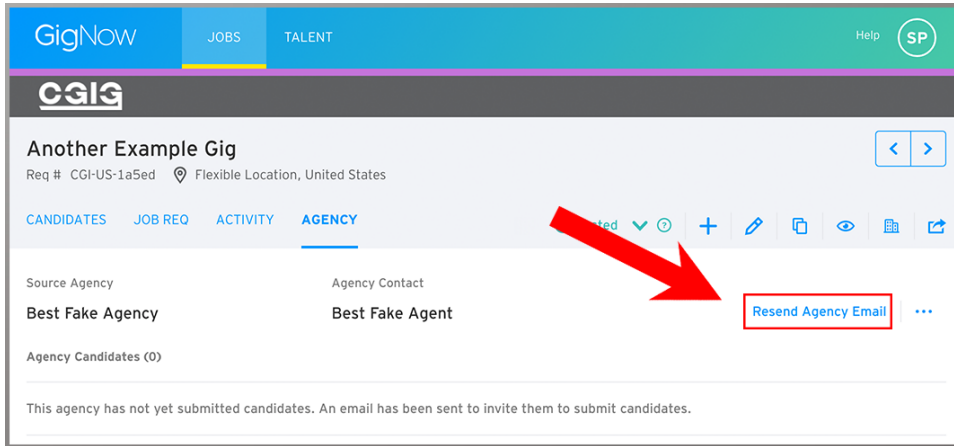 GigNow JOBS TALENT Help SP
CGIG
Another Example Gig
Req # CGI-US-1a5ed Flexible Location, United States
CANDIDATES JOB REQ ACTIVITY AGENCY
Source Agency Agency Contact
Best Fake Agency Best Fake Agent Resend Agency Email
Agency Candidates (0)
This agency has not yet submitted candidates. An email has been sent to invite them to submit candidates.